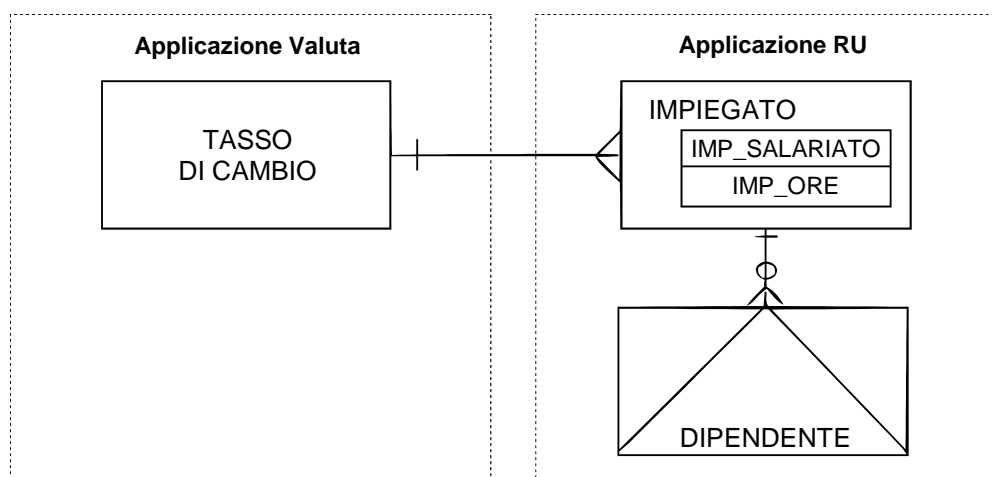 Applicazione Valuta
TASSO
DI CAMBIO
Applicazione RU
IMPIEGATO
IMP_SALARIATO
IMP_ORE
DIPENDENTE